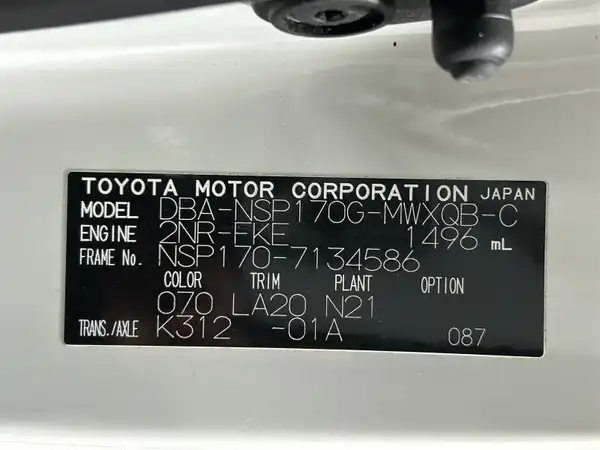 TOYOTA MOTOR CORPORATION JAPAN
MODEL DBA-NSP170G-MWXQB-C
ENGINE 2NR-FKE 1496 mL
FRAME No. NSP170-7134586
COLOR TRIM PLANT OPTION
070 LA20 N21
TRANS./AXLE K312 -01A 087